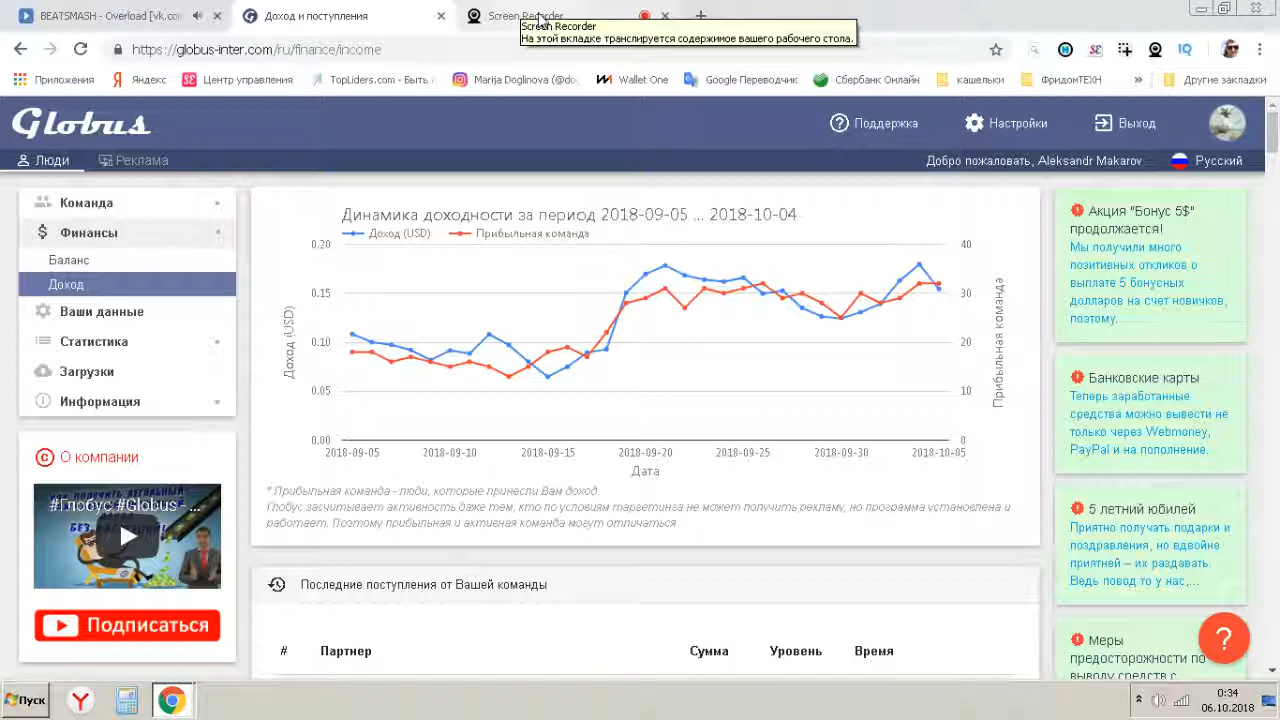 BEATSMASH - Overload [vk.co
Доход и поступления
Screen Recorder
Screen Recorder
На этой вкладке транслируется содержимое вашего рабочего стола.
https://globus-inter.com/ru/finance/income
Приложения
Яндекс
Центр управления
TopLiders.com - Быть
Marija Doglinova (@do
Wallet One
Google Переводчик
Сбербанк Онлайн
кашельки
ФридомТЕХН
»
Другие закладки
Globus
Поддержка
Настройки
Выход
Люди
Реклама
Добро пожаловать, Aleksandr Makarov
Русский
Команда
Финансы
Баланс
Доход
Ваши данные
Статистика
Загрузки
Информация
О компании
#Глобус #Globus- ...
Подписаться
Динамика доходности за период 2018-09-05 ... 2018-10-04
Доход (USD)
Прибыльная команда
0.20
0.15
0.10
0.05
0.00
Доход (USD)
40
30
20
10
0
Прибыльная команда
2018-09-05
2018-09-10
2018-09-15
2018-09-20
2018-09-25
2018-09-30
2018-10-05
Дата
* Прибыльная команда - люди, которые принесли Вам доход.
Глобус засчитывает активность даже тем, кто по условиям таргетинга не может получить рекламу, но программа установлена и
работает. Поэтому прибыльная и активная команда могут отличаться
Последние поступления от Вашей команды
#
Партнер
Сумма
Уровень
Время
Акция "Бонус 5$"
продолжается!
Мы получили много
позитивных откликов о
выплате 5 бонусных
долларов на счет новичков,
поэтому.
Банковские карты
Теперь заработанные
средства можно вывести не
только через Webmoney,
PayPal и на пополнение.
5 летний юбилей
Приятно получать подарки и
поздравления, но вдвойне
приятней – их раздавать.
Ведь повод то у нас,...
Меры
предосторожности по
выводу средств с
?
Пуск
0:34
06.10.2018